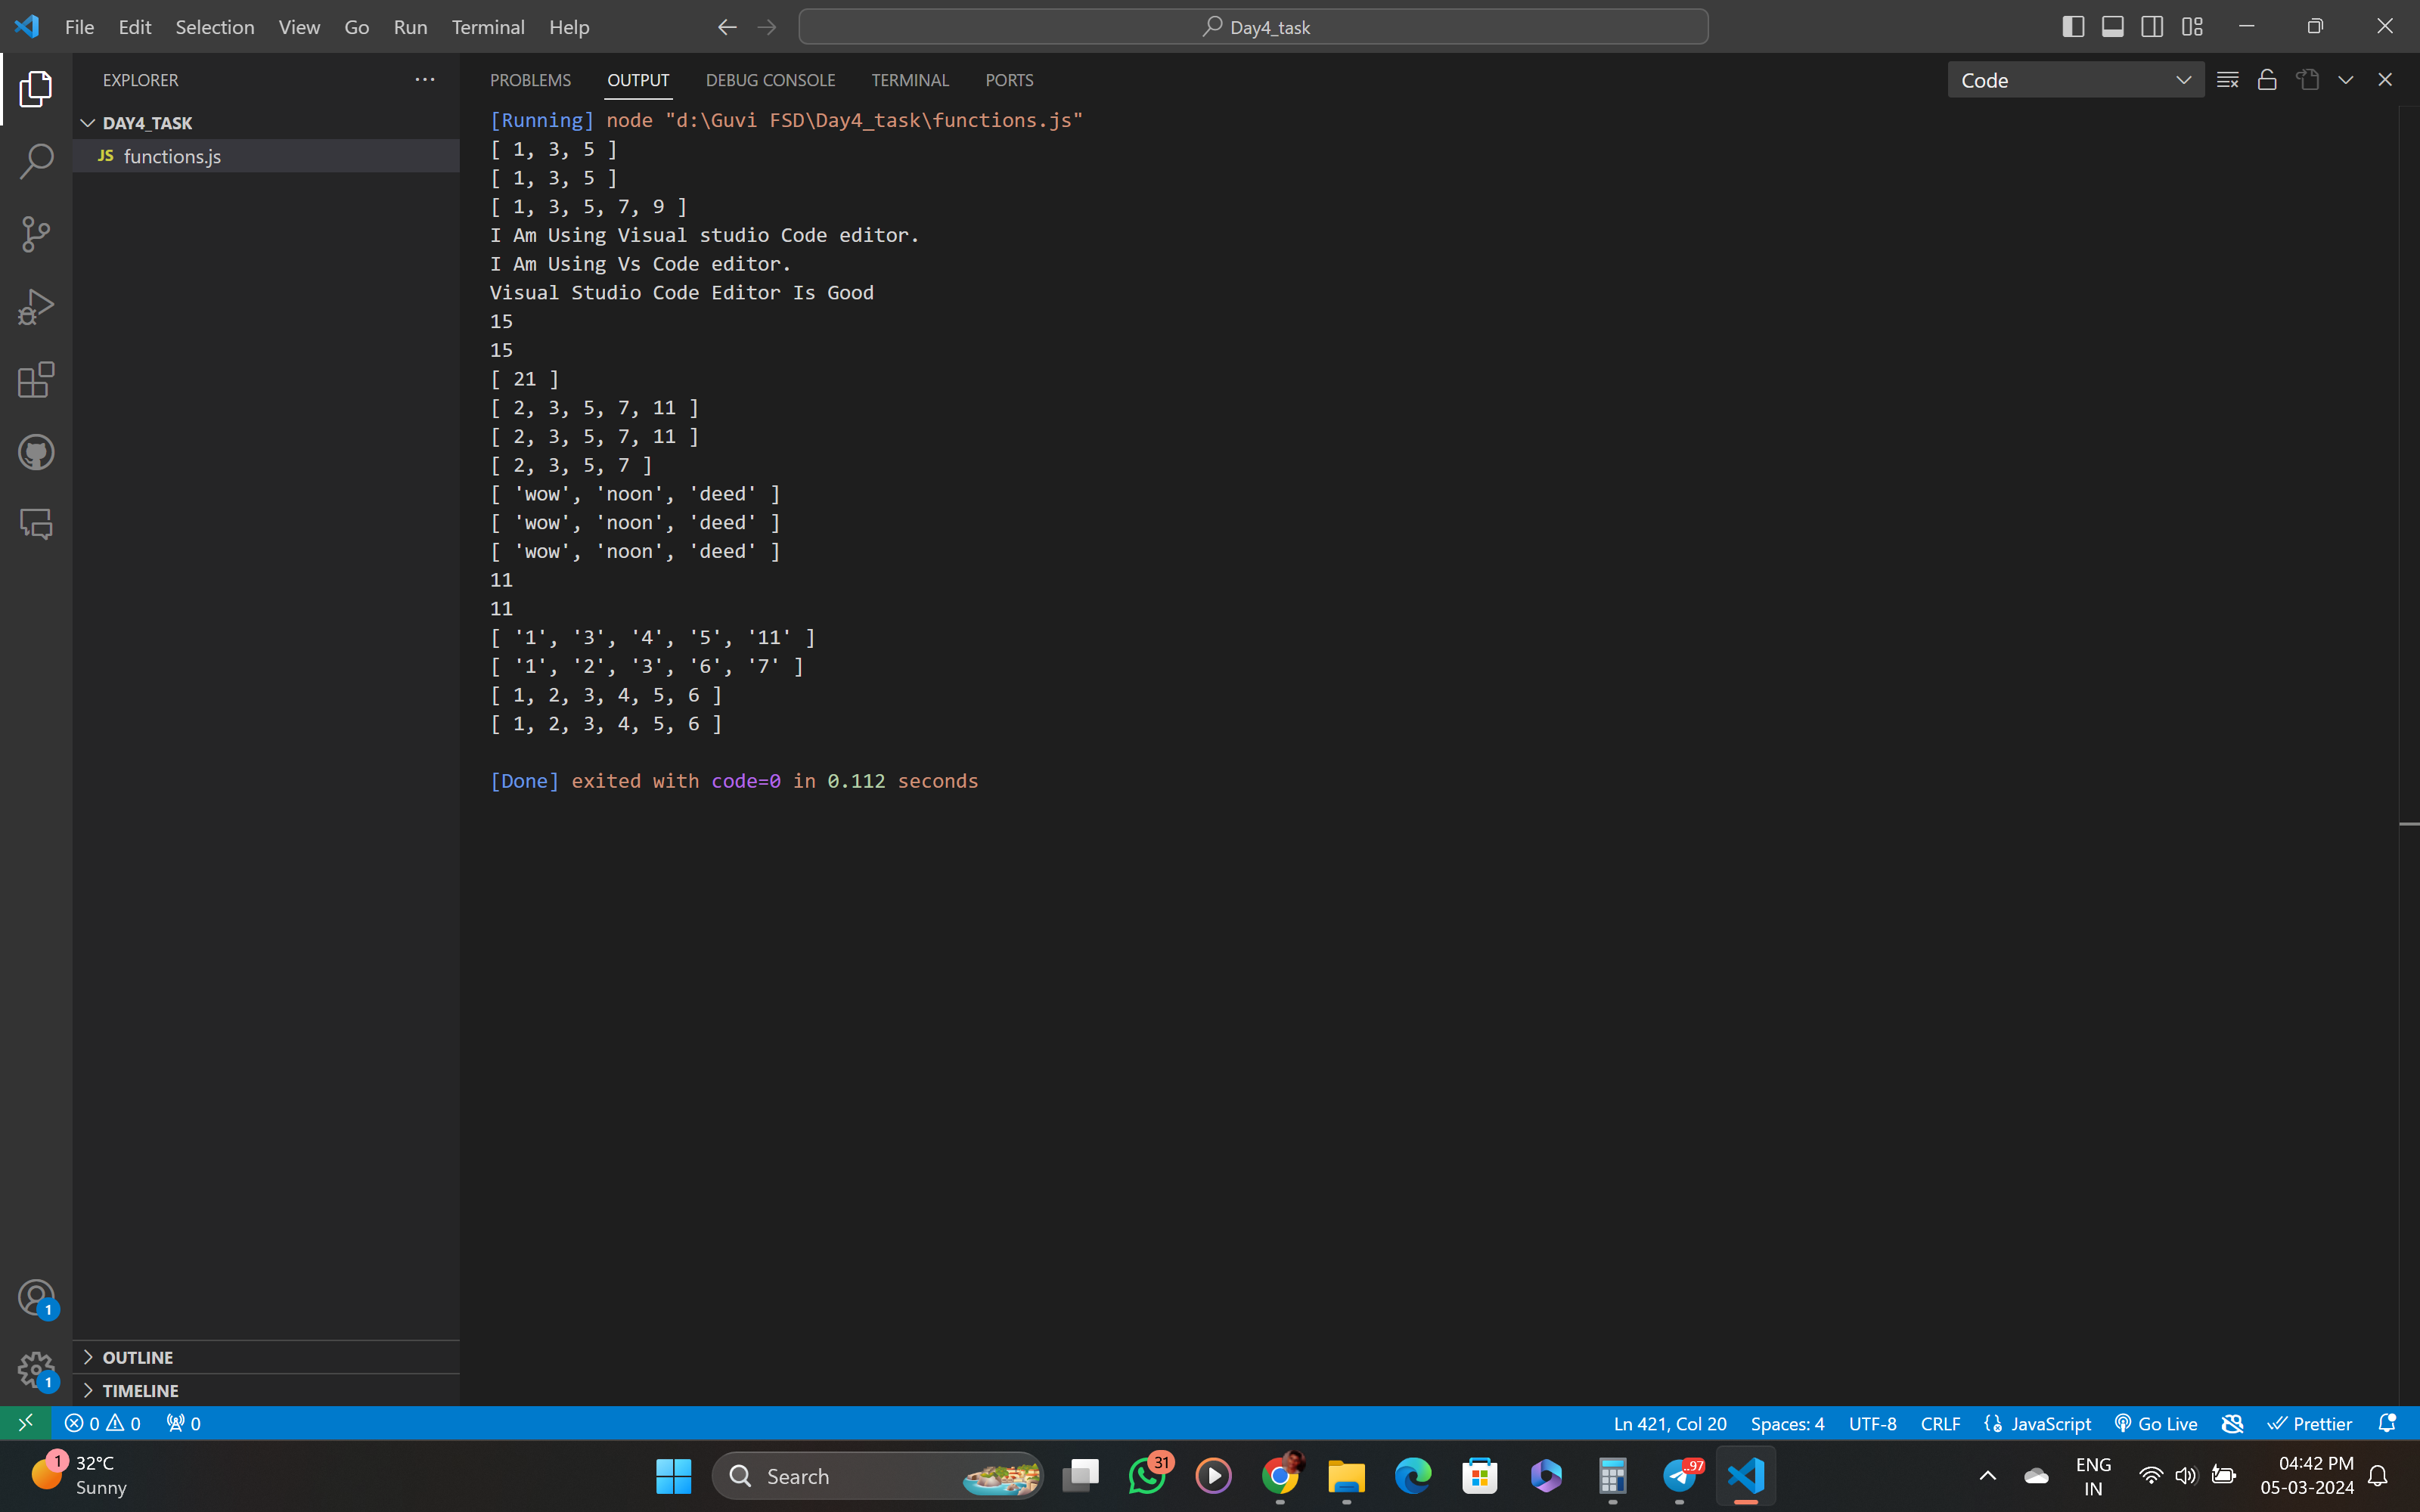 File Edit Selection View Go Run Terminal Help
Day4_task
EXPLORER
DAY4_TASK
JS functions.js
PROBLEMS OUTPUT DEBUG CONSOLE TERMINAL PORTS
Code
[Running] node "d:\Guvi FSD\Day4_task\functions.js"
[ 1, 3, 5 ]
[ 1, 3, 5 ]
[ 1, 3, 5, 7, 9 ]
I Am Using Visual studio Code editor.
I Am Using Vs Code editor.
Visual Studio Code Editor Is Good
15
15
[ 21 ]
[ 2, 3, 5, 7, 11 ]
[ 2, 3, 5, 7, 11 ]
[ 2, 3, 5, 7 ]
[ 'wow', 'noon', 'deed' ]
[ 'wow', 'noon', 'deed' ]
[ 'wow', 'noon', 'deed' ]
11
11
[ '1', '3', '4', '5', '11' ]
[ '1', '2', '3', '6', '7' ]
[ 1, 2, 3, 4, 5, 6 ]
[ 1, 2, 3, 4, 5, 6 ]
[Done] exited with code=0 in 0.112 seconds
1
1
OUTLINE
TIMELINE
0 0 0
Ln 421, Col 20 Spaces: 4 UTF-8 CRLF {} JavaScript Go Live Prettier
1
32°C
Sunny
Search
31
.97
ENG
IN
04:42 PM
05-03-2024